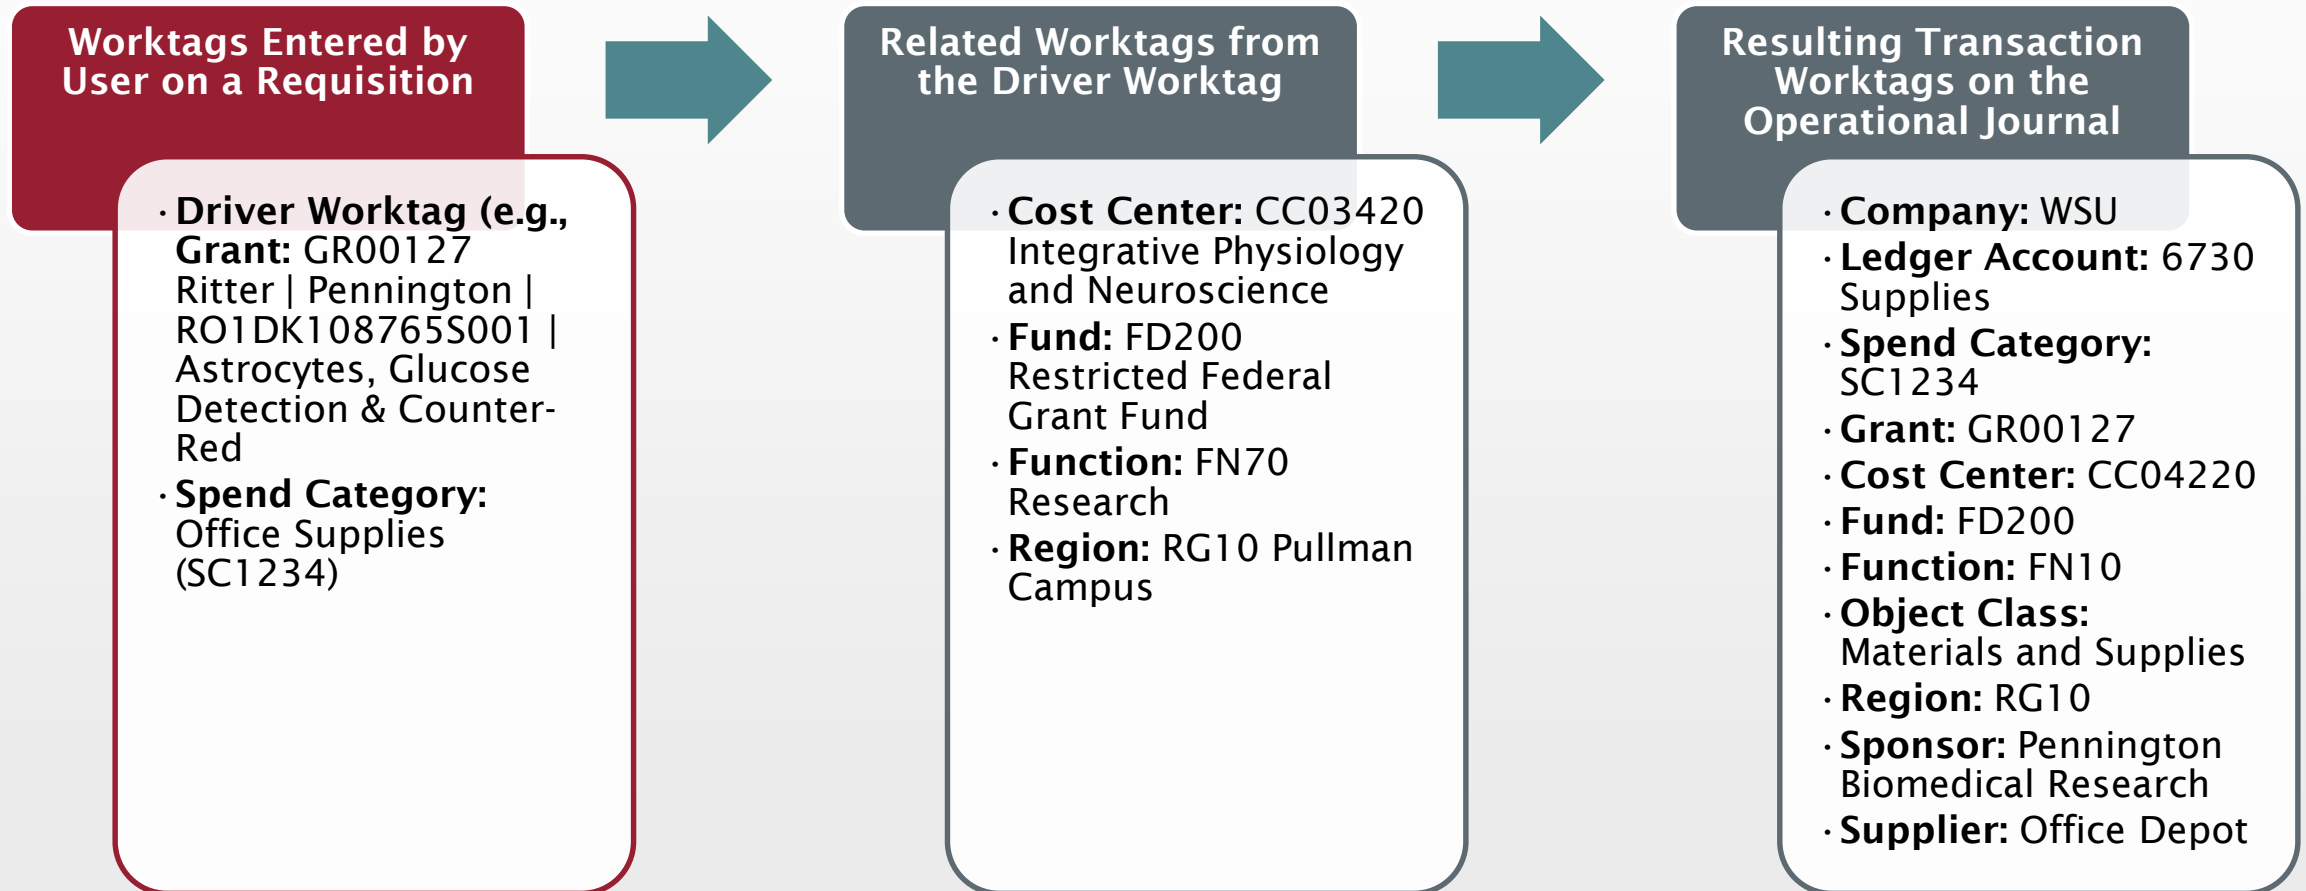 Worktags Entered by
User on a Requisition
· Driver Worktag (e.g.,
Grant: GR00127
Ritter | Pennington |
RO1DK108765S001 |
Astrocytes, Glucose
Detection & Counter-
Red
· Spend Category:
Office Supplies
(SC1234)
Related Worktags from
the Driver Worktag
· Cost Center: CC03420
Integrative Physiology
and Neuroscience
· Fund: FD200
Restricted Federal
Grant Fund
· Function: FN70
Research
· Region: RG10 Pullman
Campus
Resulting Transaction
Worktags on the
Operational Journal
· Company: WSU
· Ledger Account: 6730
Supplies
· Spend Category:
SC1234
· Grant: GR00127
· Cost Center: CC04220
· Fund: FD200
· Function: FN10
· Object Class:
Materials and Supplies
· Region: RG10
· Sponsor: Pennington
Biomedical Research
· Supplier: Office Depot